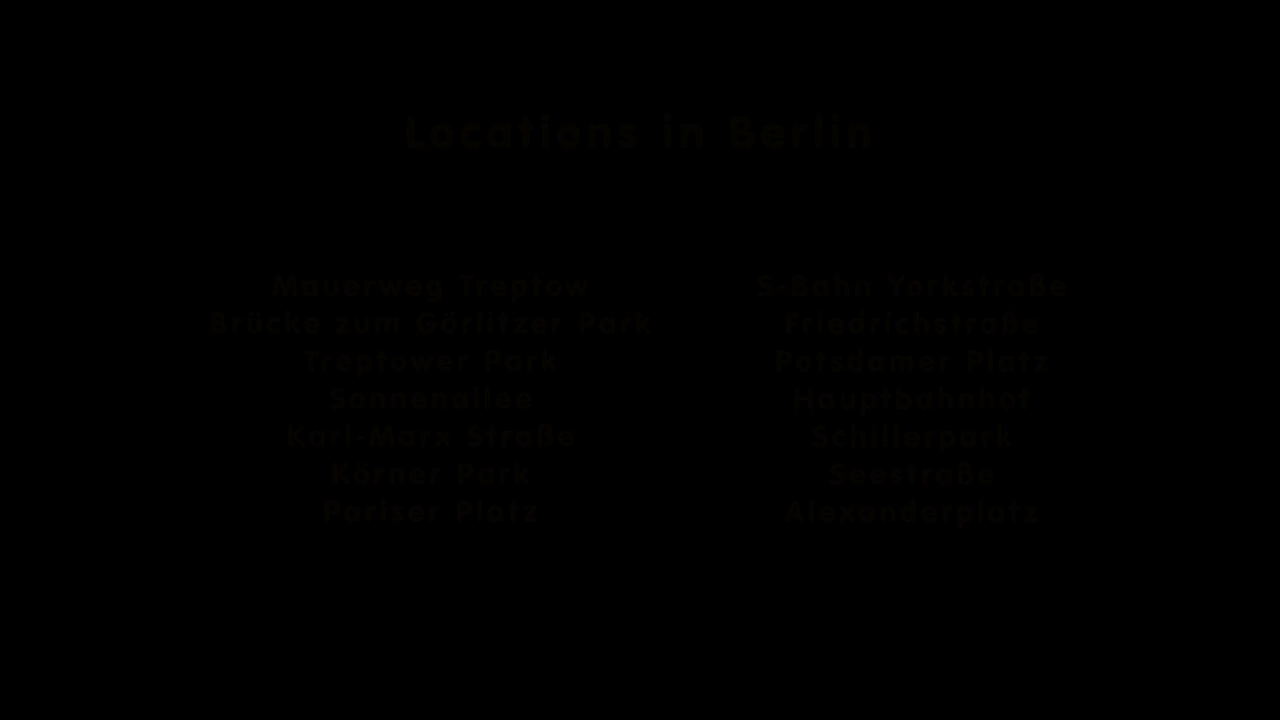 Locations in Berlin
Mauerweg Treptow
Brücke zum Görlitzer Park
Treptower Park
Sonnenallee
Karl-Marx Straße
Körner Park
Pariser Platz
S-Bahn Yorkstraße
Friedrichstraße
Potsdamer Platz
Hauptbahnhof
Schillerpark
Seestraße
Alexanderplatz